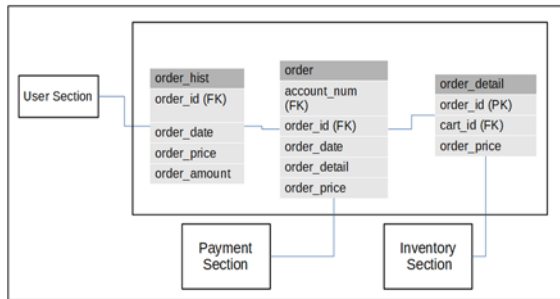 User Section
order_hist
order_id (FK)
order_date
order_price
order_amount
order
account_num
(FK)
order_id (FK)
order_date
order_detail
order_price
order_detail
order_id (PK)
cart_id (FK)
order_price
Payment
Section
Inventory
Section